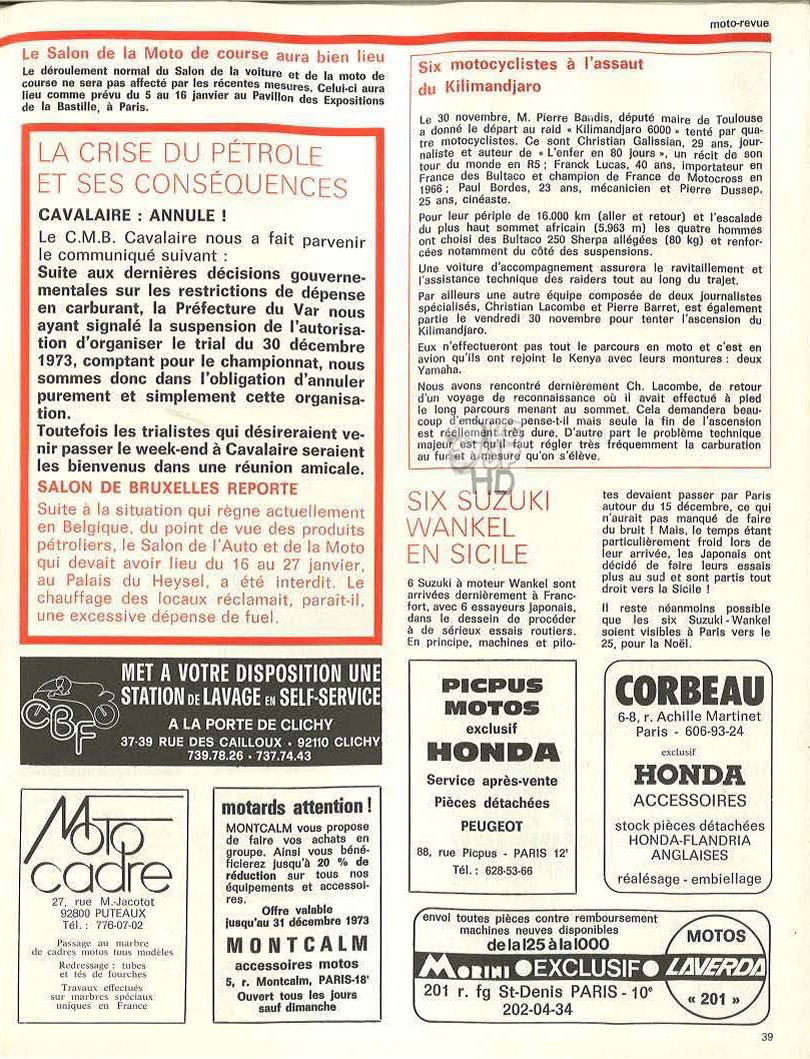 moto-revue
Le Salon de la Moto de course aura bien lieu
Le déroulement normal du Salon de la voiture et de la moto de
course ne sera pas affecté par les récentes mesures. Celui-ci aura
lieu comme prévu du 5 au 16 janvier au Pavillon des Expositions
de la Bastille, à Paris.
LA CRISE DU PÉTROLE
ET SES CONSÉQUENCES
CAVALAIRE : ANNULE !
Le C.M.B. Cavalaire nous a fait parvenir
le communiqué suivant :
Suite aux dernières décisions gouverne-
mentales sur les restrictions de dépense
en carburant, la Préfecture du Var nous
ayant signalé la suspension de l'autorisa-
tion d'organiser le trial du 30 décembre
1973, comptant pour le championnat, nous
sommes donc dans l'obligation d'annuler
purement et simplement cette organisa-
tion.
Toutefois les trialistes qui désireraient ve-
nir passer le week-end à Cavalaire seraient
les bienvenus dans une réunion amicale.
SALON DE BRUXELLES REPORTE
Suite à la situation qui règne actuellement
en Belgique, du point de vue des produits
pétroliers, le Salon de l'Auto et de la Moto
qui devait avoir lieu du 16 au 27 janvier,
au Palais du Heysel, a été interdit. Le
chauffage des locaux réclamait, paraît-il,
une excessive dépense de fuel.
Six motocyclistes à l'assaut
du Kilimandjaro
Le 30 novembre, M. Pierre Baudis, député maire de Toulouse
a donné le départ au raid « Kilimandjaro 6000 » tenté par qua-
tre motocyclistes. Ce sont Christian Galissian, 29 ans, jour-
naliste et auteur de « L'enfer en 80 jours », un récit de son
tour du monde en R5 ; Franck Lucas, 40 ans, importateur en
France des Bultaco et champion de France de Motocross en
1966 ; Paul Bordes, 23 ans, mécanicien et Pierre Dussep,
25 ans, cinéaste.
Pour leur périple de 16.000 km (aller et retour) et l'escalade
du plus haut sommet africain (5.963 m) les quatre hommes
ont choisi des Bultaco 250 Sherpa allégées (80 kg) et renfor-
cées notamment du côté des suspensions.
Une voiture d'accompagnement assurera le ravitaillement et
l'assistance technique des raiders tout au long du trajet.
Par ailleurs une autre équipe composée de deux journalistes
spécialisés, Christian Lacombe et Pierre Barret, est également
partie le vendredi 30 novembre pour tenter l'ascension du
Kilimandjaro.
Eux n'effectueront pas tout le parcours en moto et c'est en
avion qu'ils ont rejoint le Kenya avec leurs montures : deux
Yamaha.
Nous avons rencontré dernièrement Ch. Lacombe, de retour
d'un voyage de reconnaissance où il avait effectué à pied
le long parcours menant au sommet. Cela demandera beau-
coup d'endurance pense-t-il mais seule la fin de l'ascension
est réellement très dure. D'autre part le problème technique
majeur est qu'il faut régler très fréquemment la carburation
au fur et à mesure qu'on s'élève.
HD
SIX SUZUKI
WANKEL
EN SICILE
6 Suzuki à moteur Wankel sont
arrivées dernièrement à Franc-
fort, avec 6 essayeurs japonais,
dans le dessein de procéder
à de sérieux essais routiers.
En principe, machines et pilo-
tes devaient passer par Paris
autour du 15 décembre, ce qui
n'aurait pas manqué de faire
du bruit ! Mais, le temps étant
particulièrement froid lors de
leur arrivée, les Japonais ont
décidé de faire leurs essais
plus au sud et sont partis tout
droit vers la Sicile !
Il reste néanmoins possible
que les six Suzuki-Wankel
soient visibles à Paris vers le
25, pour la Noël.
CBF
MET A VOTRE DISPOSITION UNE
STATION DE LAVAGE EN SELF-SERVICE
A LA PORTE DE CLICHY
37-39 RUE DES CAILLOUX • 92110 CLICHY
739.78.26 • 737.74.43
Moto
cadre
27, rue M.-Jacotot
92800 PUTEAUX
Tél. : 776-07-02
Passage au marbre
de cadres motos tous modèles
Redressage : tubes
et tés de fourches
Travaux effectués
sur marbres spéciaux
uniques en France
motards attention !
MONTCALM vous propose
de faire vos achats en
groupe. Ainsi vous béné-
ficierez jusqu'à 20 % de
réduction sur tous nos
équipements et accessoi-
res.
Offre valable
jusqu'au 31 décembre 1973
MONTCALM
accessoires motos
5, r. Montcalm, PARIS-18'
Ouvert tous les jours
sauf dimanche
PICPUS
MOTOS
exclusif
HONDA
Service après-vente
Pièces détachées
PEUGEOT
88, rue Picpus - PARIS 12'
Tél. : 628-53-66
CORBEAU
6-8, r. Achille Martinet
Paris - 606-93-24
exclusif
HONDA
ACCESSOIRES
stock pièces détachées
HONDA-FLANDRIA
ANGLAISES
réalésage - embiellage
envoi toutes pièces contre remboursement
machines neuves disponibles
de la 125 à la 1000
MORINI •EXCLUSIF• LAVERDA
201 r. fg St-Denis PARIS - 10e
202-04-34
MOTOS
« 201 »
39